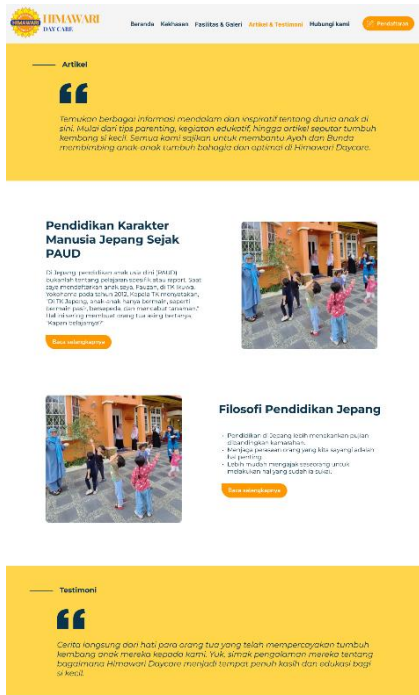 HIMAWARI
HIMAWARI
DAY CARE
Beranda Kekhasan Fasilitas & Galeri Artikel & Testimoni Hubungi kami Pendaftaran
Artikel
Temukan berbagai informasi mendalam dan inspiratif tentang dunia anak di
sini. Mulai dari tips parenting, kegiatan edukatif, hingga artikel seputar tumbuh
kembang si kecil. Semua kami sajikan untuk membantu Ayah dan Bunda
membimbing anak-anak tumbuh bahagia dan optimal di Himawari Daycare.
Pendidikan Karakter
Manusia Jepang Sejak
PAUD
Di Jepang, pendidikan anak usia dini (PAUD)
bukanlah tentang pelajaran spesifik atau raport. Saat
saya mendaftarkan anak saya, Fauzan, di TK
Yokohama pada tahun 2012, Kepala TK menyatakan,
"Di TK Jepang, anak-anak hanya bermain, seperti
bermain pasir, bersepeda, dan mencabut tanaman."
Hal ini sering membuat orang tua asing bertanya,
"Kapan belajarnya?"
Baca selengkapnya
Filosofi Pendidikan Jepang
- Pendidikan di Jepang lebih menekankan pujian
dibandingkan kemarahan.
- Menjaga perasaan orang yang kita sayangi adalah
hal penting.
- Lebih mudah mengajak seseorang untuk
melakukan hal yang sudah ia sukai.
Baca selengkapnya
Testimoni
Cerita langsung dari hati para orang tua yang telah mempercayakan tumbuh
kembang anak mereka kepada kami. Yuk, simak pengalaman mereka tentang
bagaimana Himawari Daycare menjadi tempat penuh kasih dan edukasi bagi
si kecil.